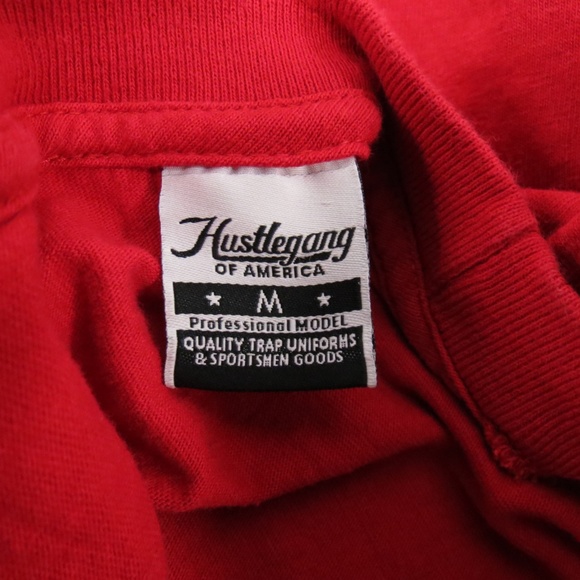 Hustlegang
OF AMERICA
★ M ★
Professional MODEL
QUALITY TRAP UNIFORMS
& SPORTSMEN GOODS